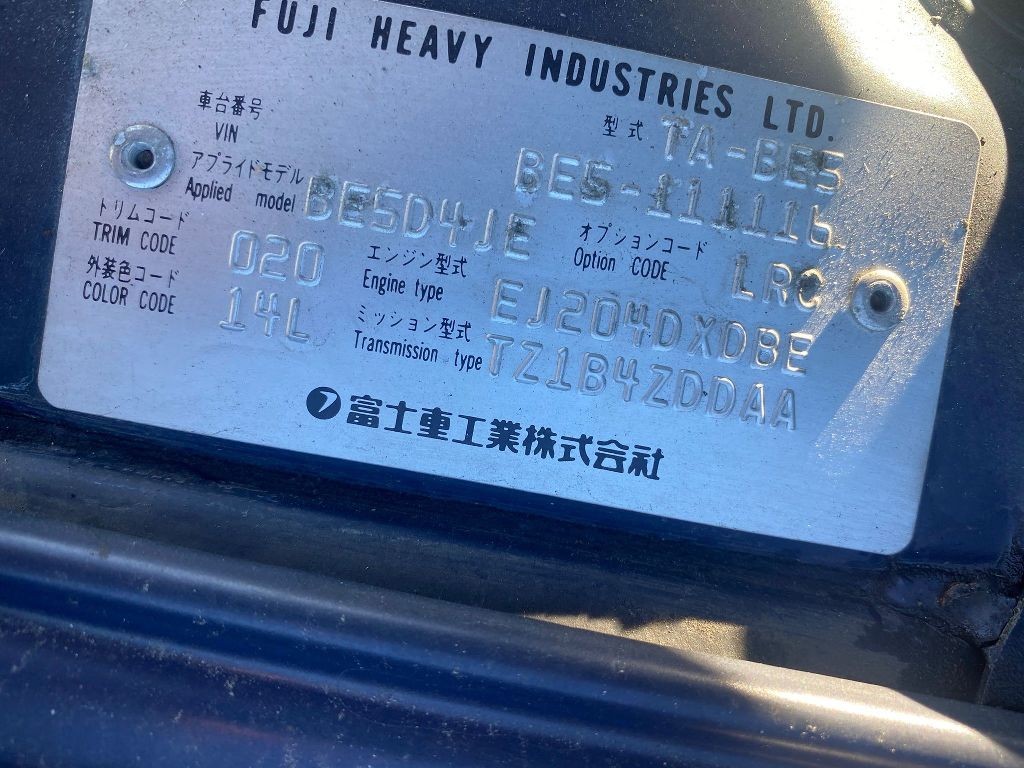 FUJI HEAVY INDUSTRIES LTD.
型式 TA-BE5
車台番号
VIN BE5-111116
アプライドモデル
Applied model BE5D4JE
オプションコード
Option CODE LRC
トリムコード
TRIM CODE 020
エンジン型式
Engine type EJ204DXDBE
外装色コード
COLOR CODE 14L
ミッション型式
Transmission type TZ1B4ZDDAA
富士重工業株式会社